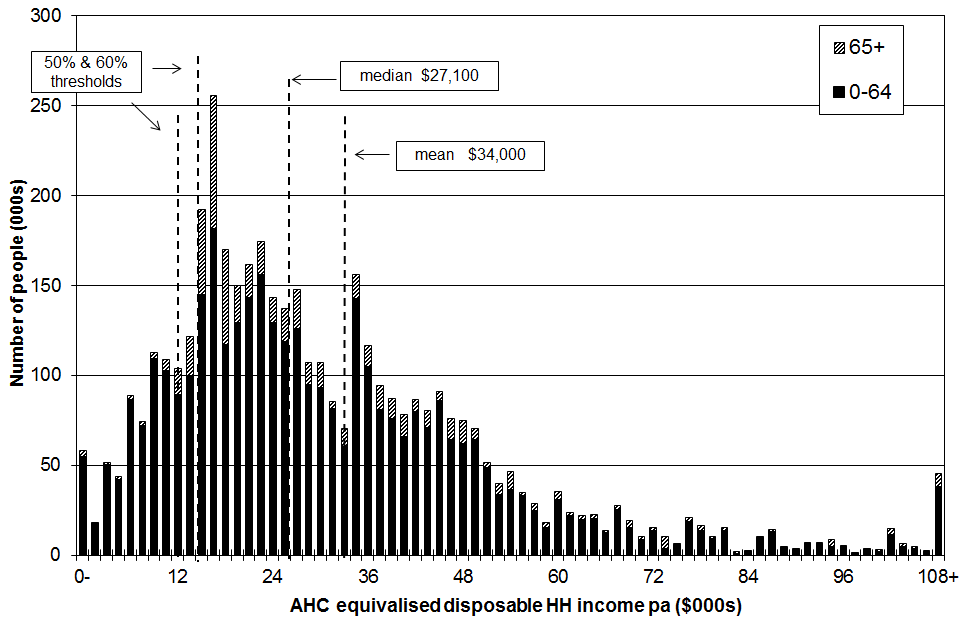 300
250
200
150
100
50
0
Number of people (000s)
50% & 60%
thresholds
median $27,100
mean $34,000
65+
0-64
0- 12 24 36 48 60 72 84 96 108+
AHC equivalised disposable HH income pa ($000s)